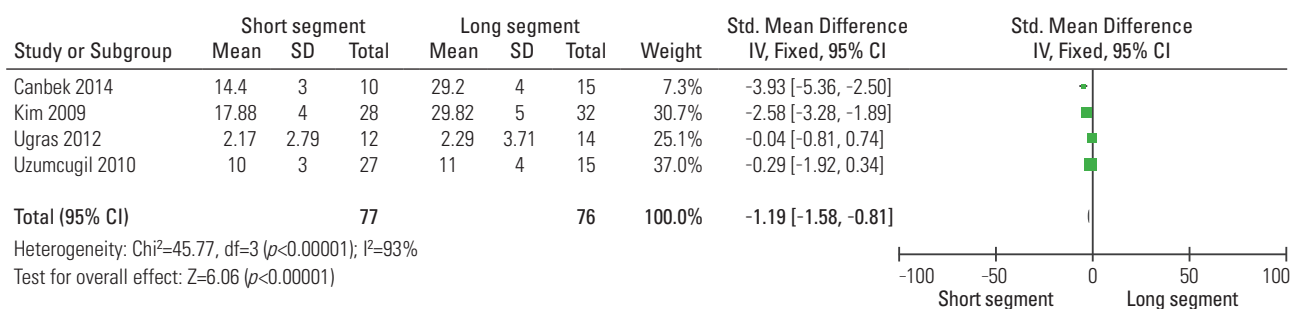 Short segment Long segment Std. Mean Difference Std. Mean Difference
Study or Subgroup Mean SD Total Mean SD Total Weight IV, Fixed, 95% CI IV, Fixed, 95% CI
Canbek 2014 14.4 3 10 29.2 4 15 7.3% -3.93 [-5.36, -2.50]
Kim 2009 17.88 4 28 29.82 5 32 30.7% -2.58 [-3.28, -1.89]
Ugras 2012 2.17 2.79 12 2.29 3.71 14 25.1% -0.04 [-0.81, 0.74]
Uzumcugil 2010 10 3 27 11 4 15 37.0% -0.29 [-1.92, 0.34]
Total (95% CI) 77 76 100.0% -1.19 [-1.58, -0.81]
Heterogeneity: Chi²=45.77, df=3 (p<0.00001); I²=93%
Test for overall effect: Z=6.06 (p<0.00001)
-100 -50 0 50 100
Short segment Long segment